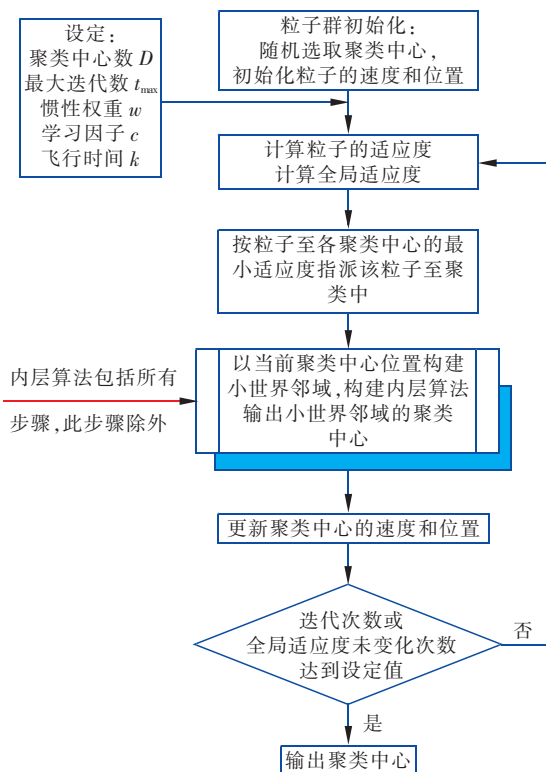 设定：
聚类中心数 D
最大迭代数 tmax
惯性权重 w
学习因子 c
飞行时间 k
粒子群初始化：
随机选取聚类中心，
初始化粒子的速度和位置
计算粒子的适应度
计算全局适应度
按粒子至各聚类中心的最
小适应度指派该粒子至聚
类中
内层算法包括所有
步骤，此步骤除外
以当前聚类中心位置构建
小世界邻域，构建内层算法
输出小世界邻域的聚类
中心
更新聚类中心的速度和位置
迭代次数或
全局适应度未变化次数
达到设定值
否
是
输出聚类中心